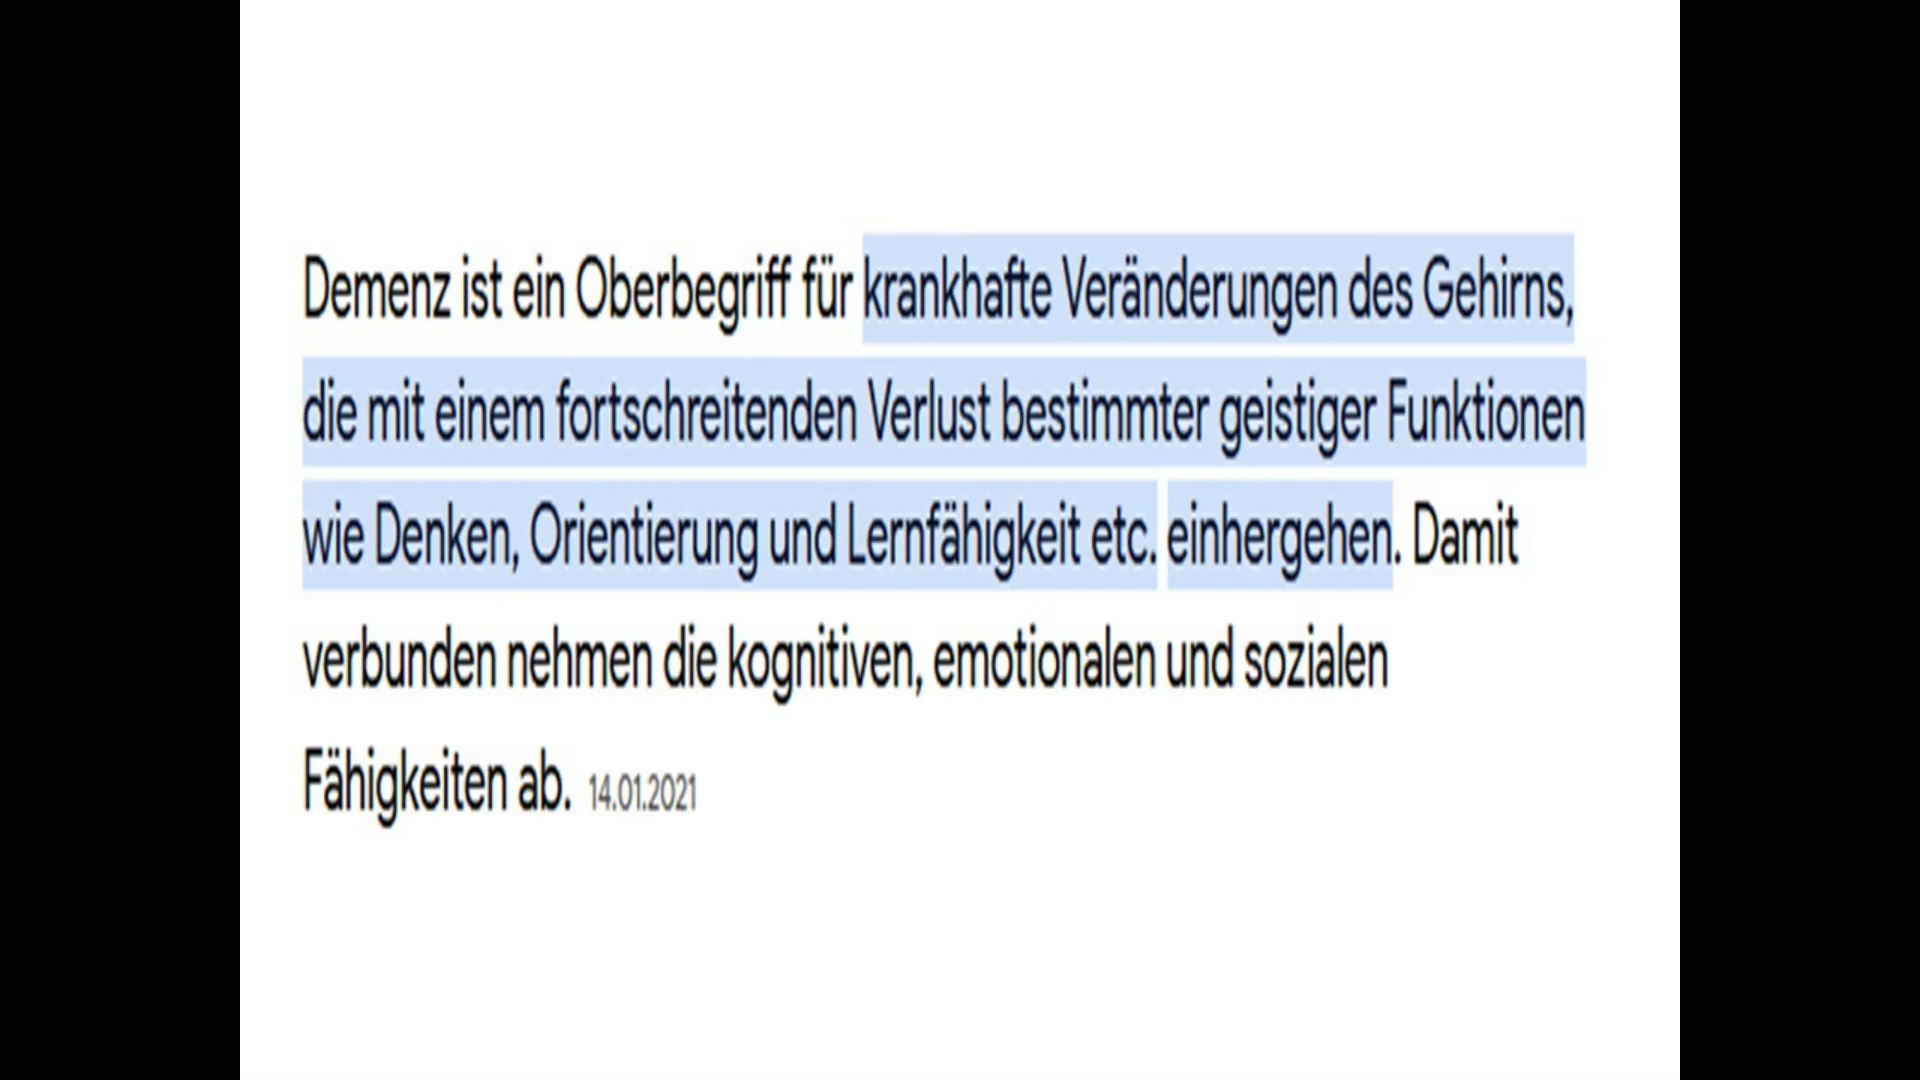 Demenz ist ein Oberbegriff für krankhafte Veränderungen des Gehirns,
die mit einem fortschreitenden Verlust bestimmter geistiger Funktionen
wie Denken, Orientierung und Lernfähigkeit etc. einhergehen. Damit
verbunden nehmen die kognitiven, emotionalen und sozialen
Fähigkeiten ab. 14.01.2021